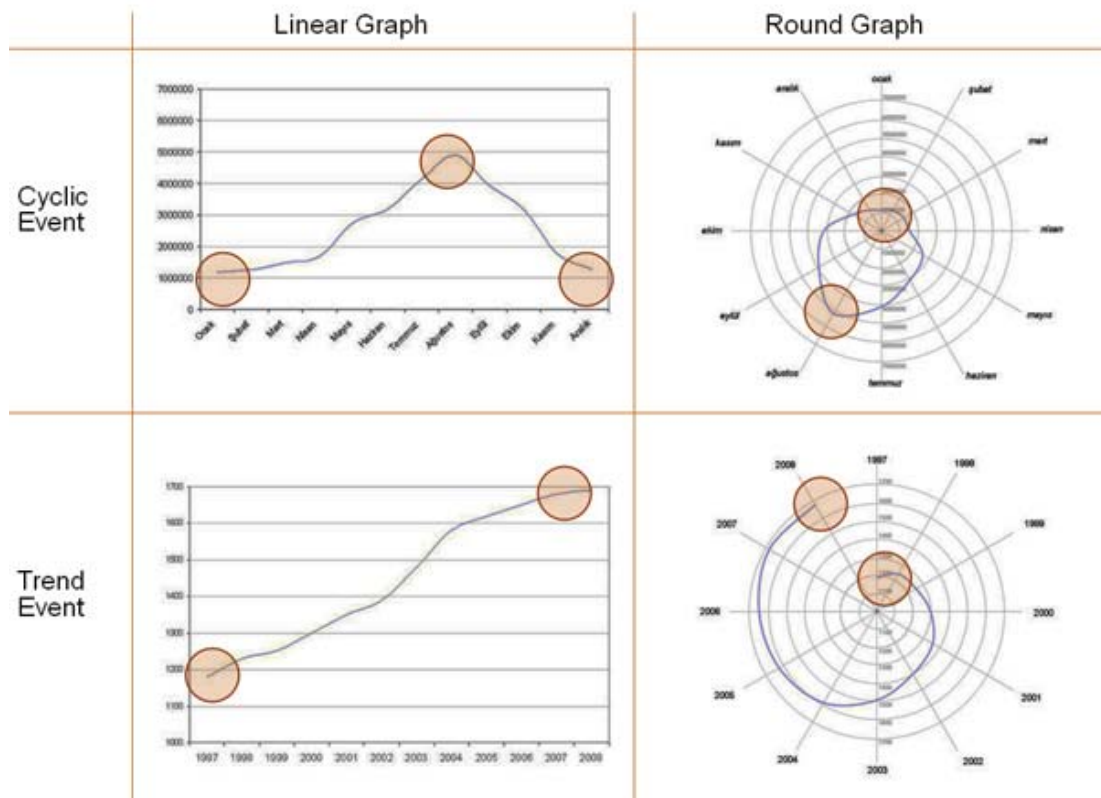 Linear Graph
Round Graph
Cyclic
Event
7000000
6000000
5000000
4000000
3000000
2000000
1000000
0
Ocak
Şubat
Mart
Nisan
Mayıs
Haziran
Temmuz
Ağustos
Eylül
Ekim
Kasım
Aralık
ocak
şubat
mart
nisan
mayıs
haziran
temmuz
ağustos
eylül
ekim
kasım
aralık
Trend
Event
1700
1600
1500
1400
1300
1200
1100
1000
1997 1998 1999 2000 2001 2002 2003 2004 2005 2006 2007 2008
1997
1998
1999
2000
2001
2002
2003
2004
2005
2006
2007
2008